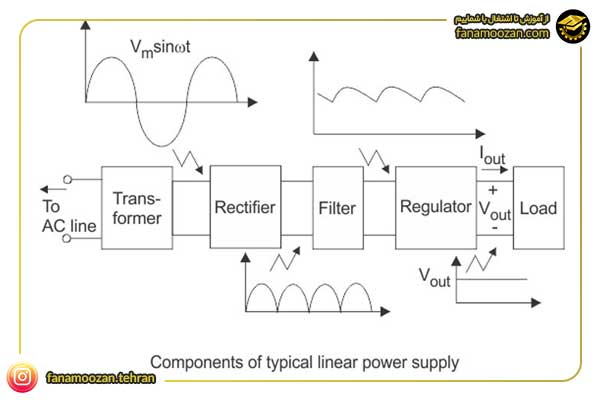 از آموزش تا اشتغال با شماییم
fanamoozan.com
Vmsinωt
Iout
To
AC line
Trans-
former
Rectifier
Filter
Regulator
+
Vout
-
Load
Vout
Components of typical linear power supply
fanamoozan.tehran